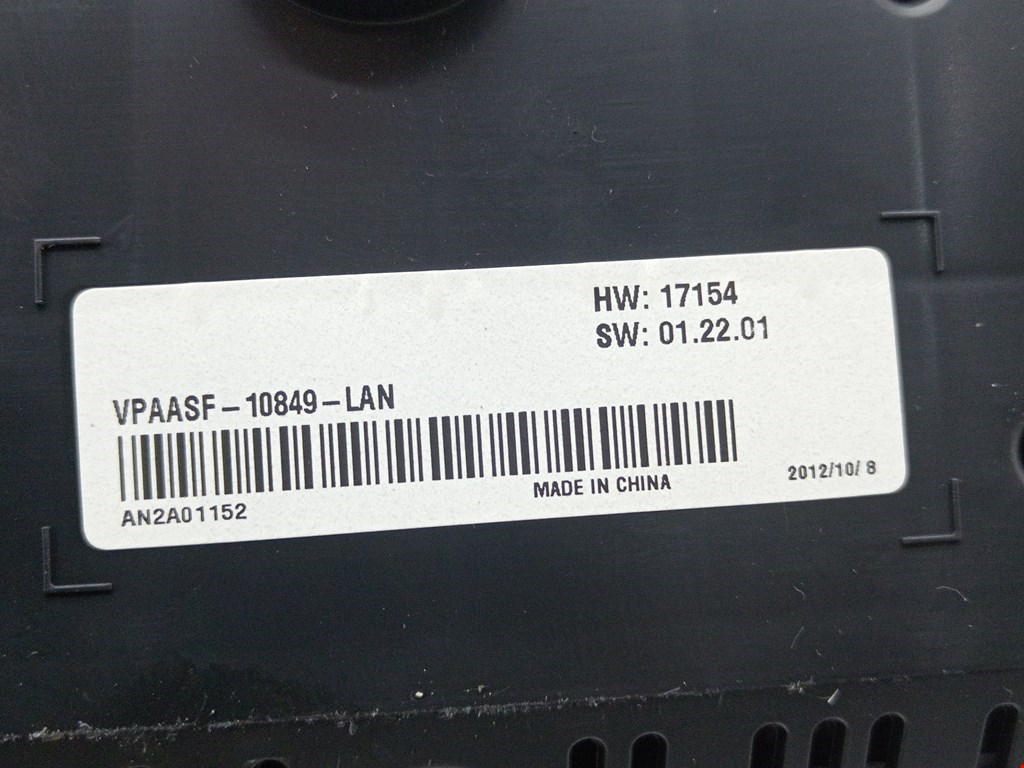 HW: 17154
SW: 01.22.01
VPAASF-10849-LAN
AN2A01152
MADE IN CHINA
2012/10/ 8